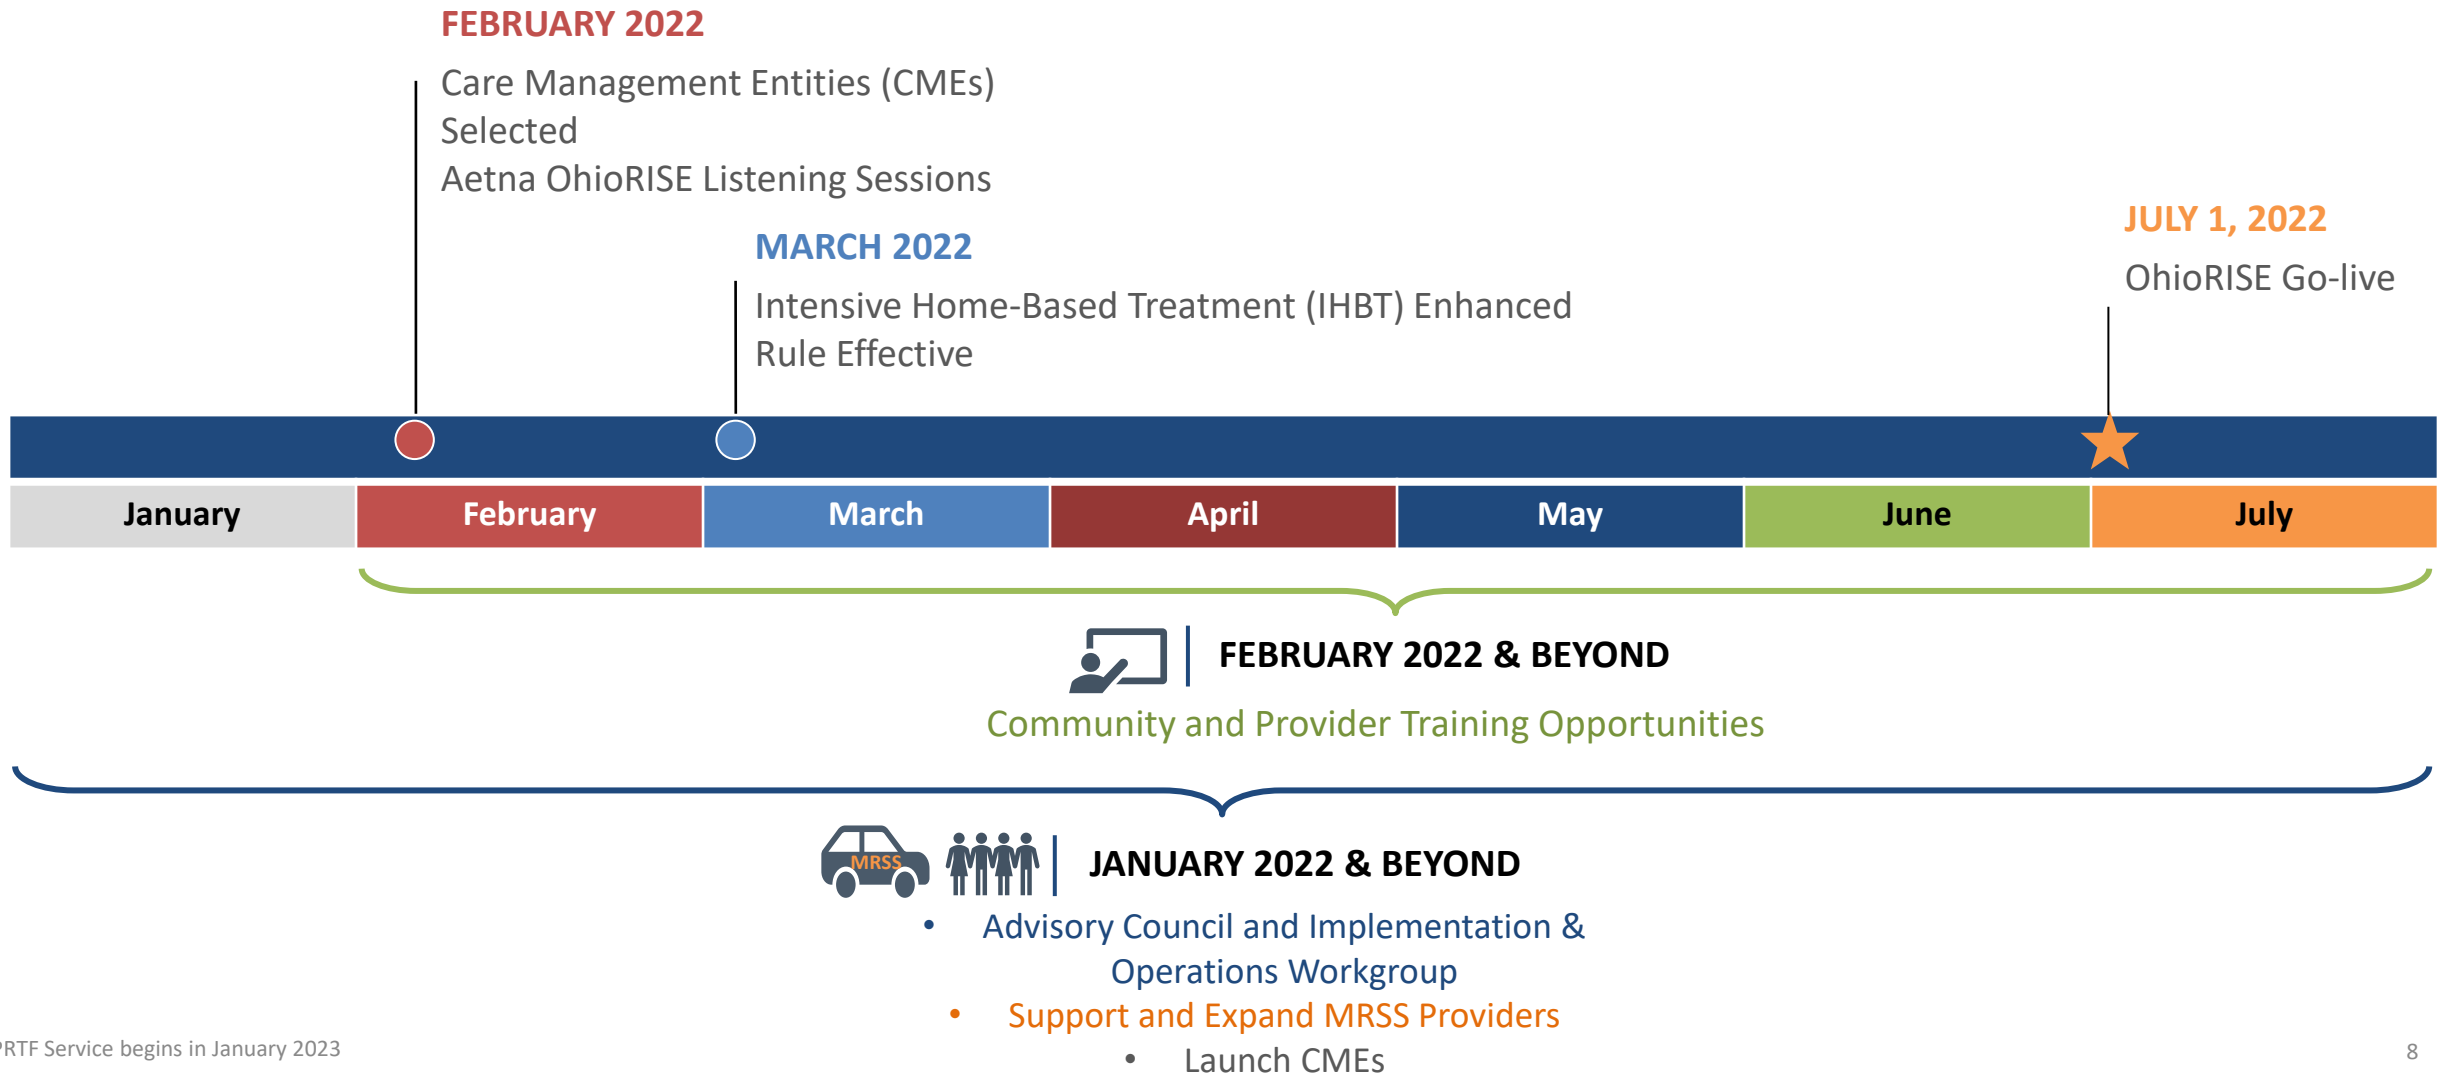 FEBRUARY 2022
Care Management Entities (CMEs)
Selected
Aetna OhioRISE Listening Sessions
MARCH 2022
Intensive Home-Based Treatment (IHBT) Enhanced
Rule Effective
JULY 1, 2022
OhioRISE Go-live
January
February
March
April
May
June
July
FEBRUARY 2022 & BEYOND
Community and Provider Training Opportunities
MRSS
JANUARY 2022 & BEYOND
• Advisory Council and Implementation &
Operations Workgroup
• Support and Expand MRSS Providers
• Launch CMEs
PRTF Service begins in January 2023
8